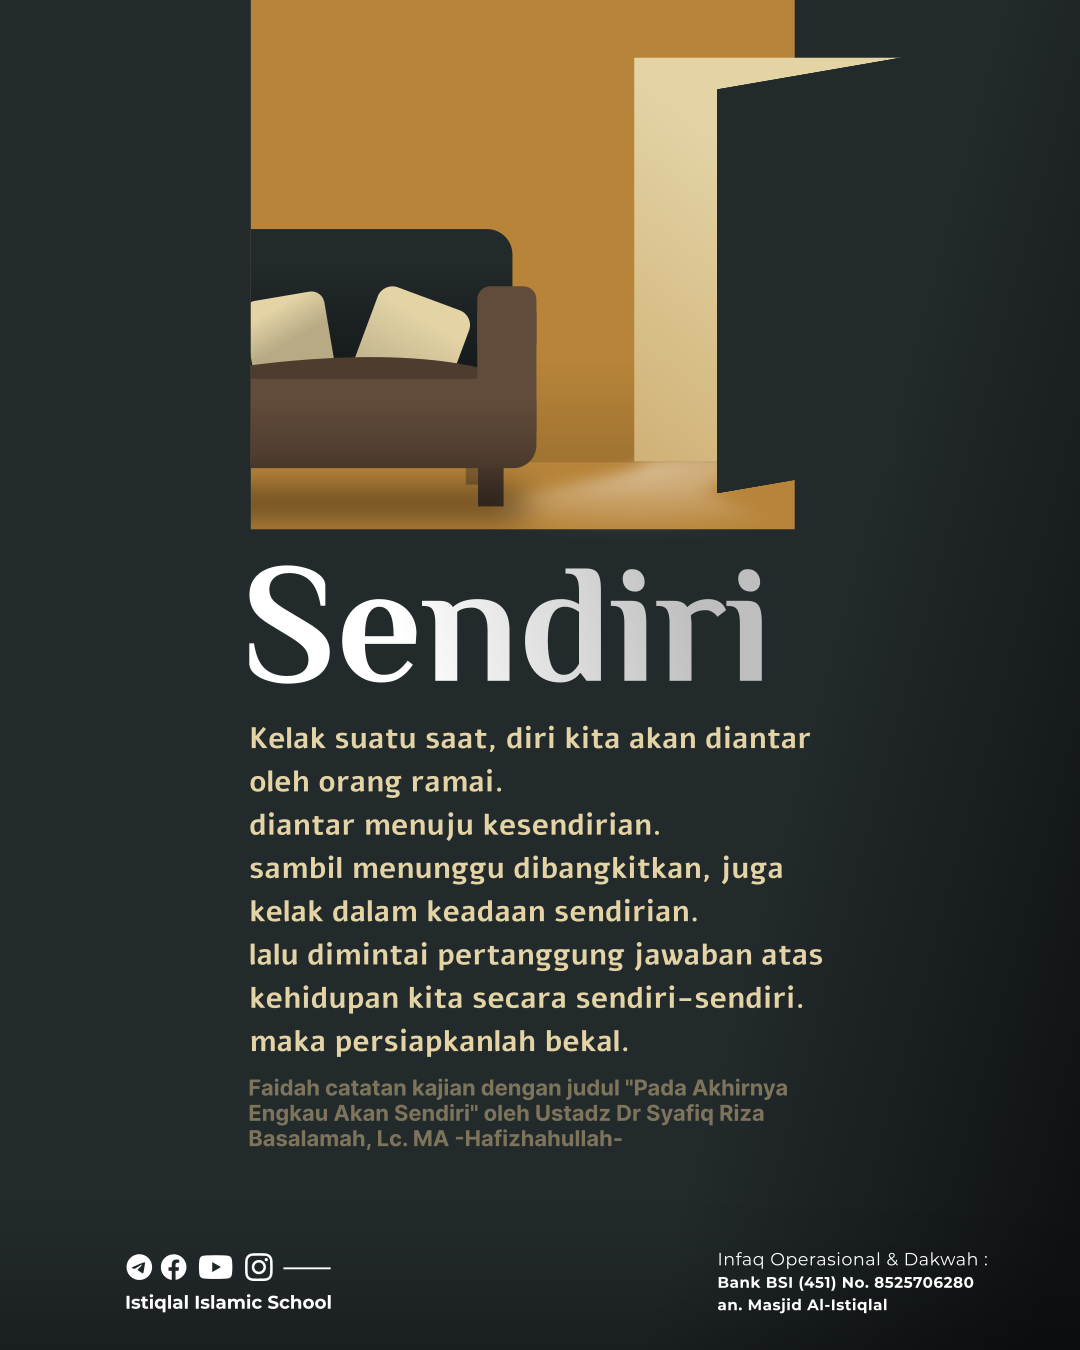 Sendiri
Kelak suatu saat, diri kita akan diantar
oleh orang ramai.
diantar menuju kesendirian.
sambil menunggu dibangkitkan, juga
kelak dalam keadaan sendirian.
lalu dimintai pertanggung jawaban atas
kehidupan kita secara sendiri-sendiri.
maka persiapkanlah bekal.
Faidah catatan kajian dengan judul "Pada Akhirnya
Engkau Akan Sendiri" oleh Ustadz Dr Syafiq Riza
Basalamah, Lc. MA -Hafizhahullah-
Istiqlal Islamic School
Infaq Operasional & Dakwah :
Bank BSI (451) No. 8525706280
an. Masjid Al-Istiqlal